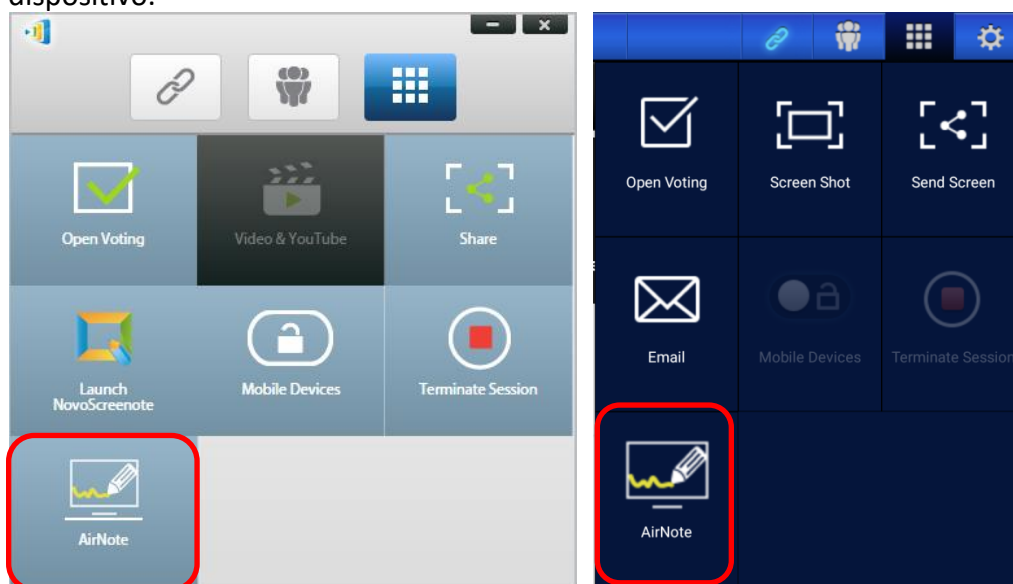 dispositivo.
Open Voting
Video & YouTube
Share
Launch
NovoScreenote
Mobile Devices
Terminate Session
AirNote
Open Voting
Screen Shot
Send Screen
Email
Mobile Devices
Terminate Session
AirNote